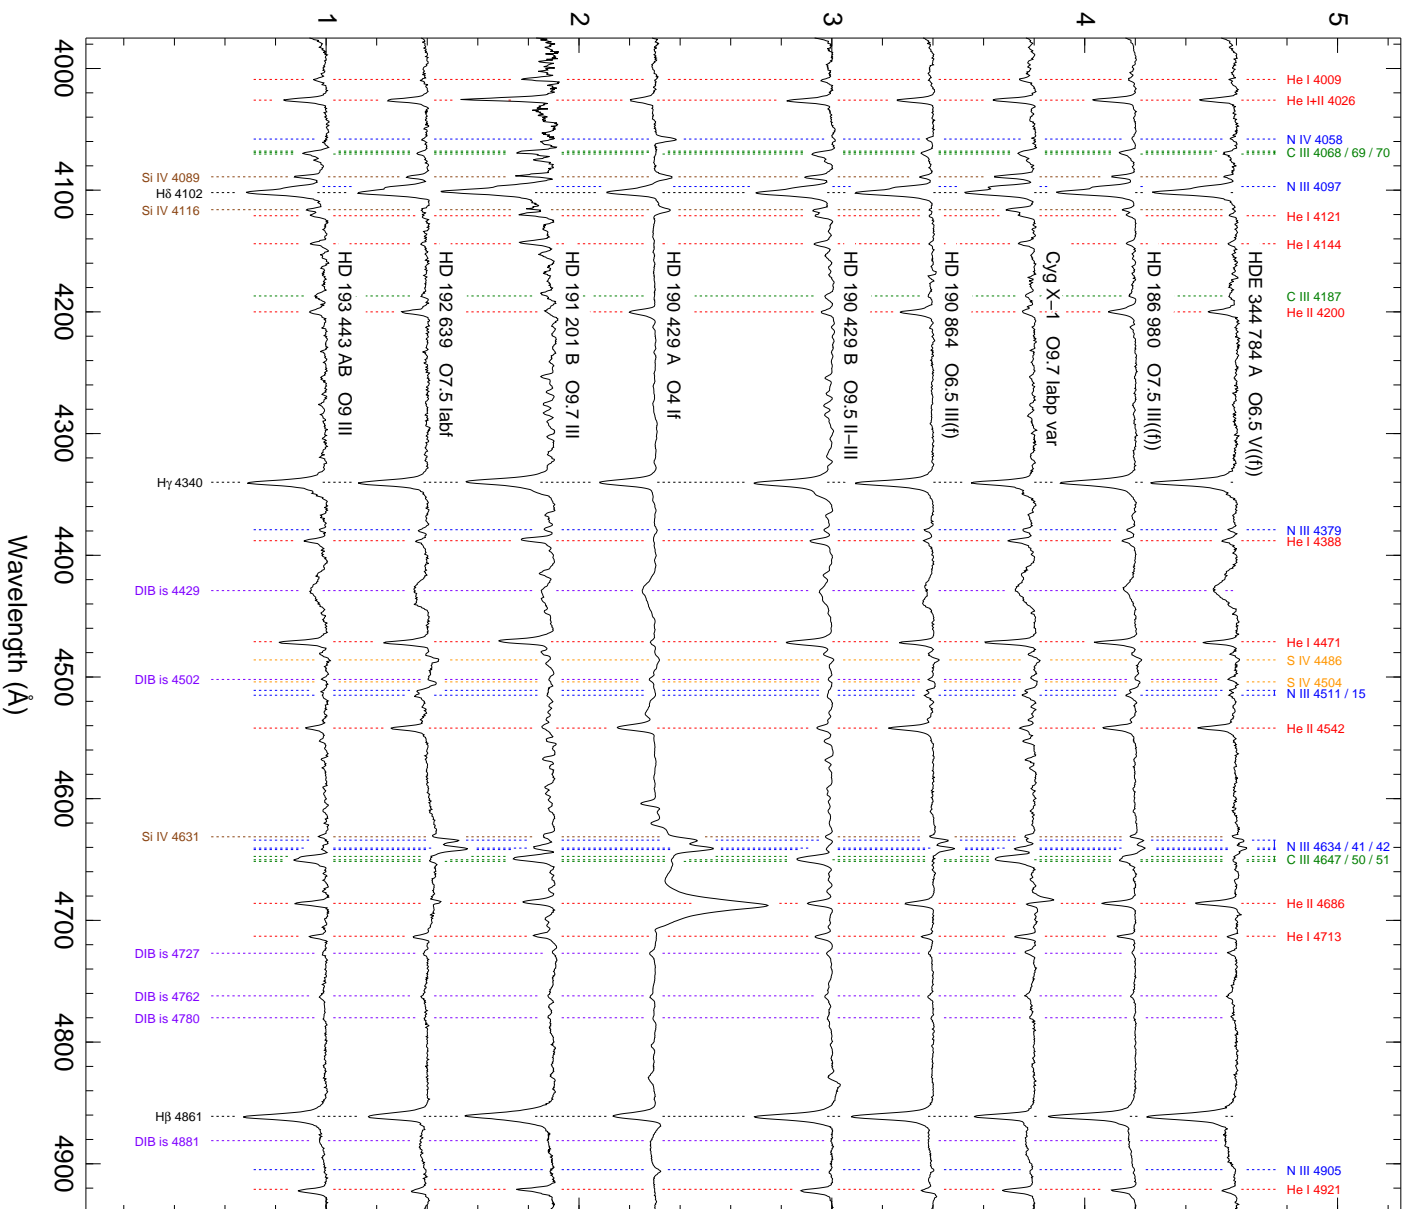 1
2
3
4
5
4000
4100
4200
4300
4400
4500
4600
4700
4800
4900
Wavelength (Å)
HD 193 443 AB O9 III
HD 192 639 O7.5 Iabf
HD 191 201 B O9.7 III
HD 190 429 A O4 If
HD 190 429 B O9.5 II−III
HD 190 864 O6.5 III(f)
Cyg X−1 O9.7 Iabp var
HD 186 980 O7.5 III((f))
HDE 344 784 A O6.5 V((f))
Si IV 4089
Hδ 4102
Si IV 4116
Hγ 4340
DIB is 4429
DIB is 4502
Si IV 4631
DIB is 4727
DIB is 4762
DIB is 4780
Hβ 4861
DIB is 4881
He I 4009
He I+II 4026
N IV 4058
C III 4068 / 69 / 70
N III 4097
He I 4121
He I 4144
C III 4187
He II 4200
N III 4379
He I 4388
He I 4471
S IV 4486
S IV 4504
N III 4511 / 15
He II 4542
N III 4634 / 41 / 42
C III 4647 / 50 / 51
He II 4686
He I 4713
N III 4905
He I 4921